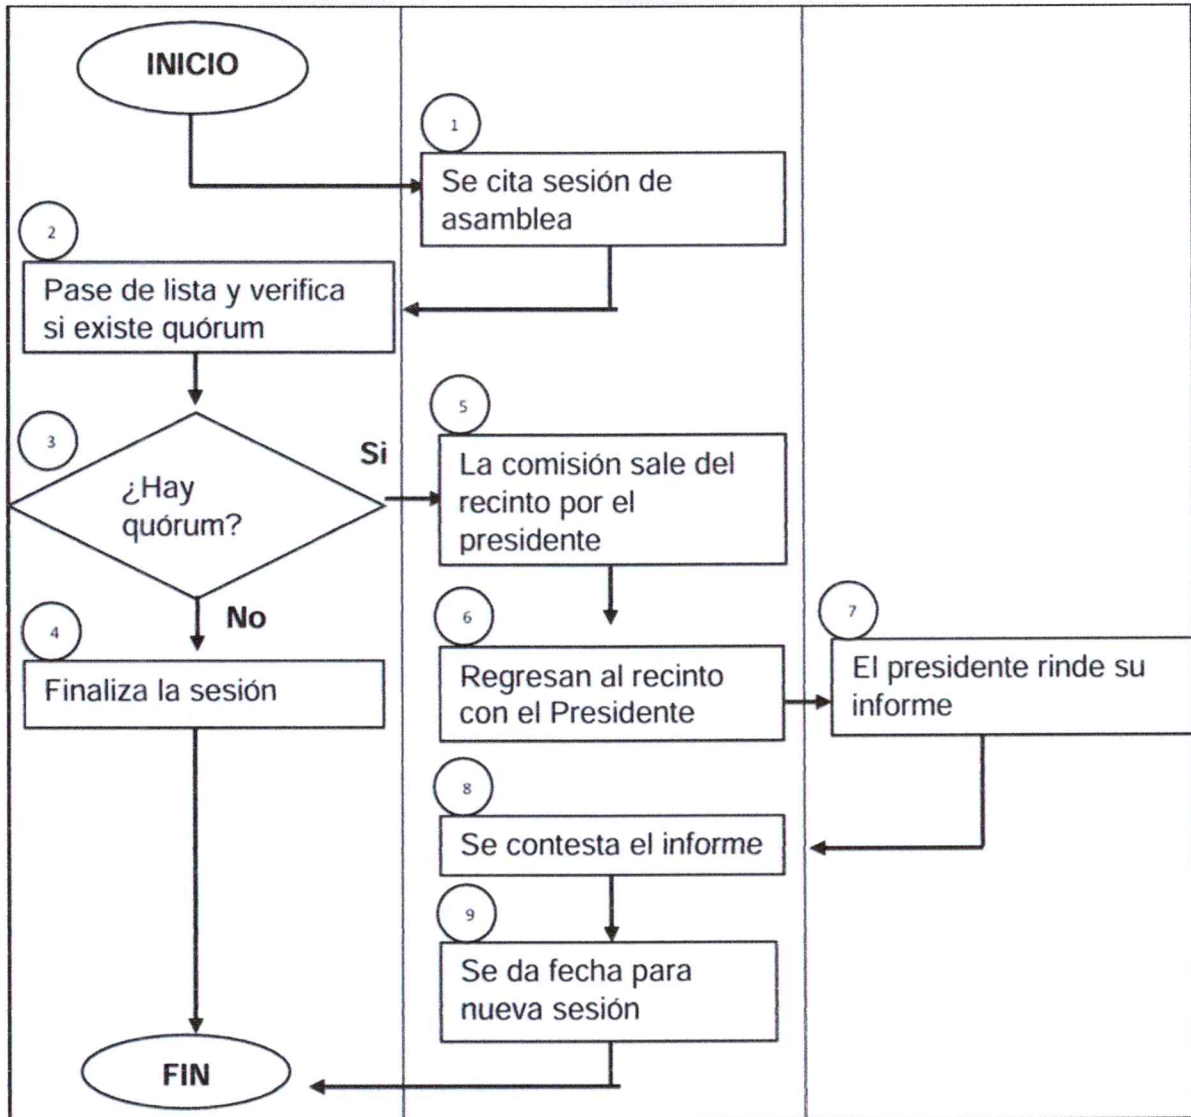 INICIO
1
Se cita sesión de
asamblea
2
Pase de lista y verifica
si existe quórum
3
¿Hay
quórum?
Si
No
4
Finaliza la sesión
5
La comisión sale del
recinto por el
presidente
6
Regresan al recinto
con el Presidente
7
El presidente rinde su
informe
8
Se contesta el informe
9
Se da fecha para
nueva sesión
FIN